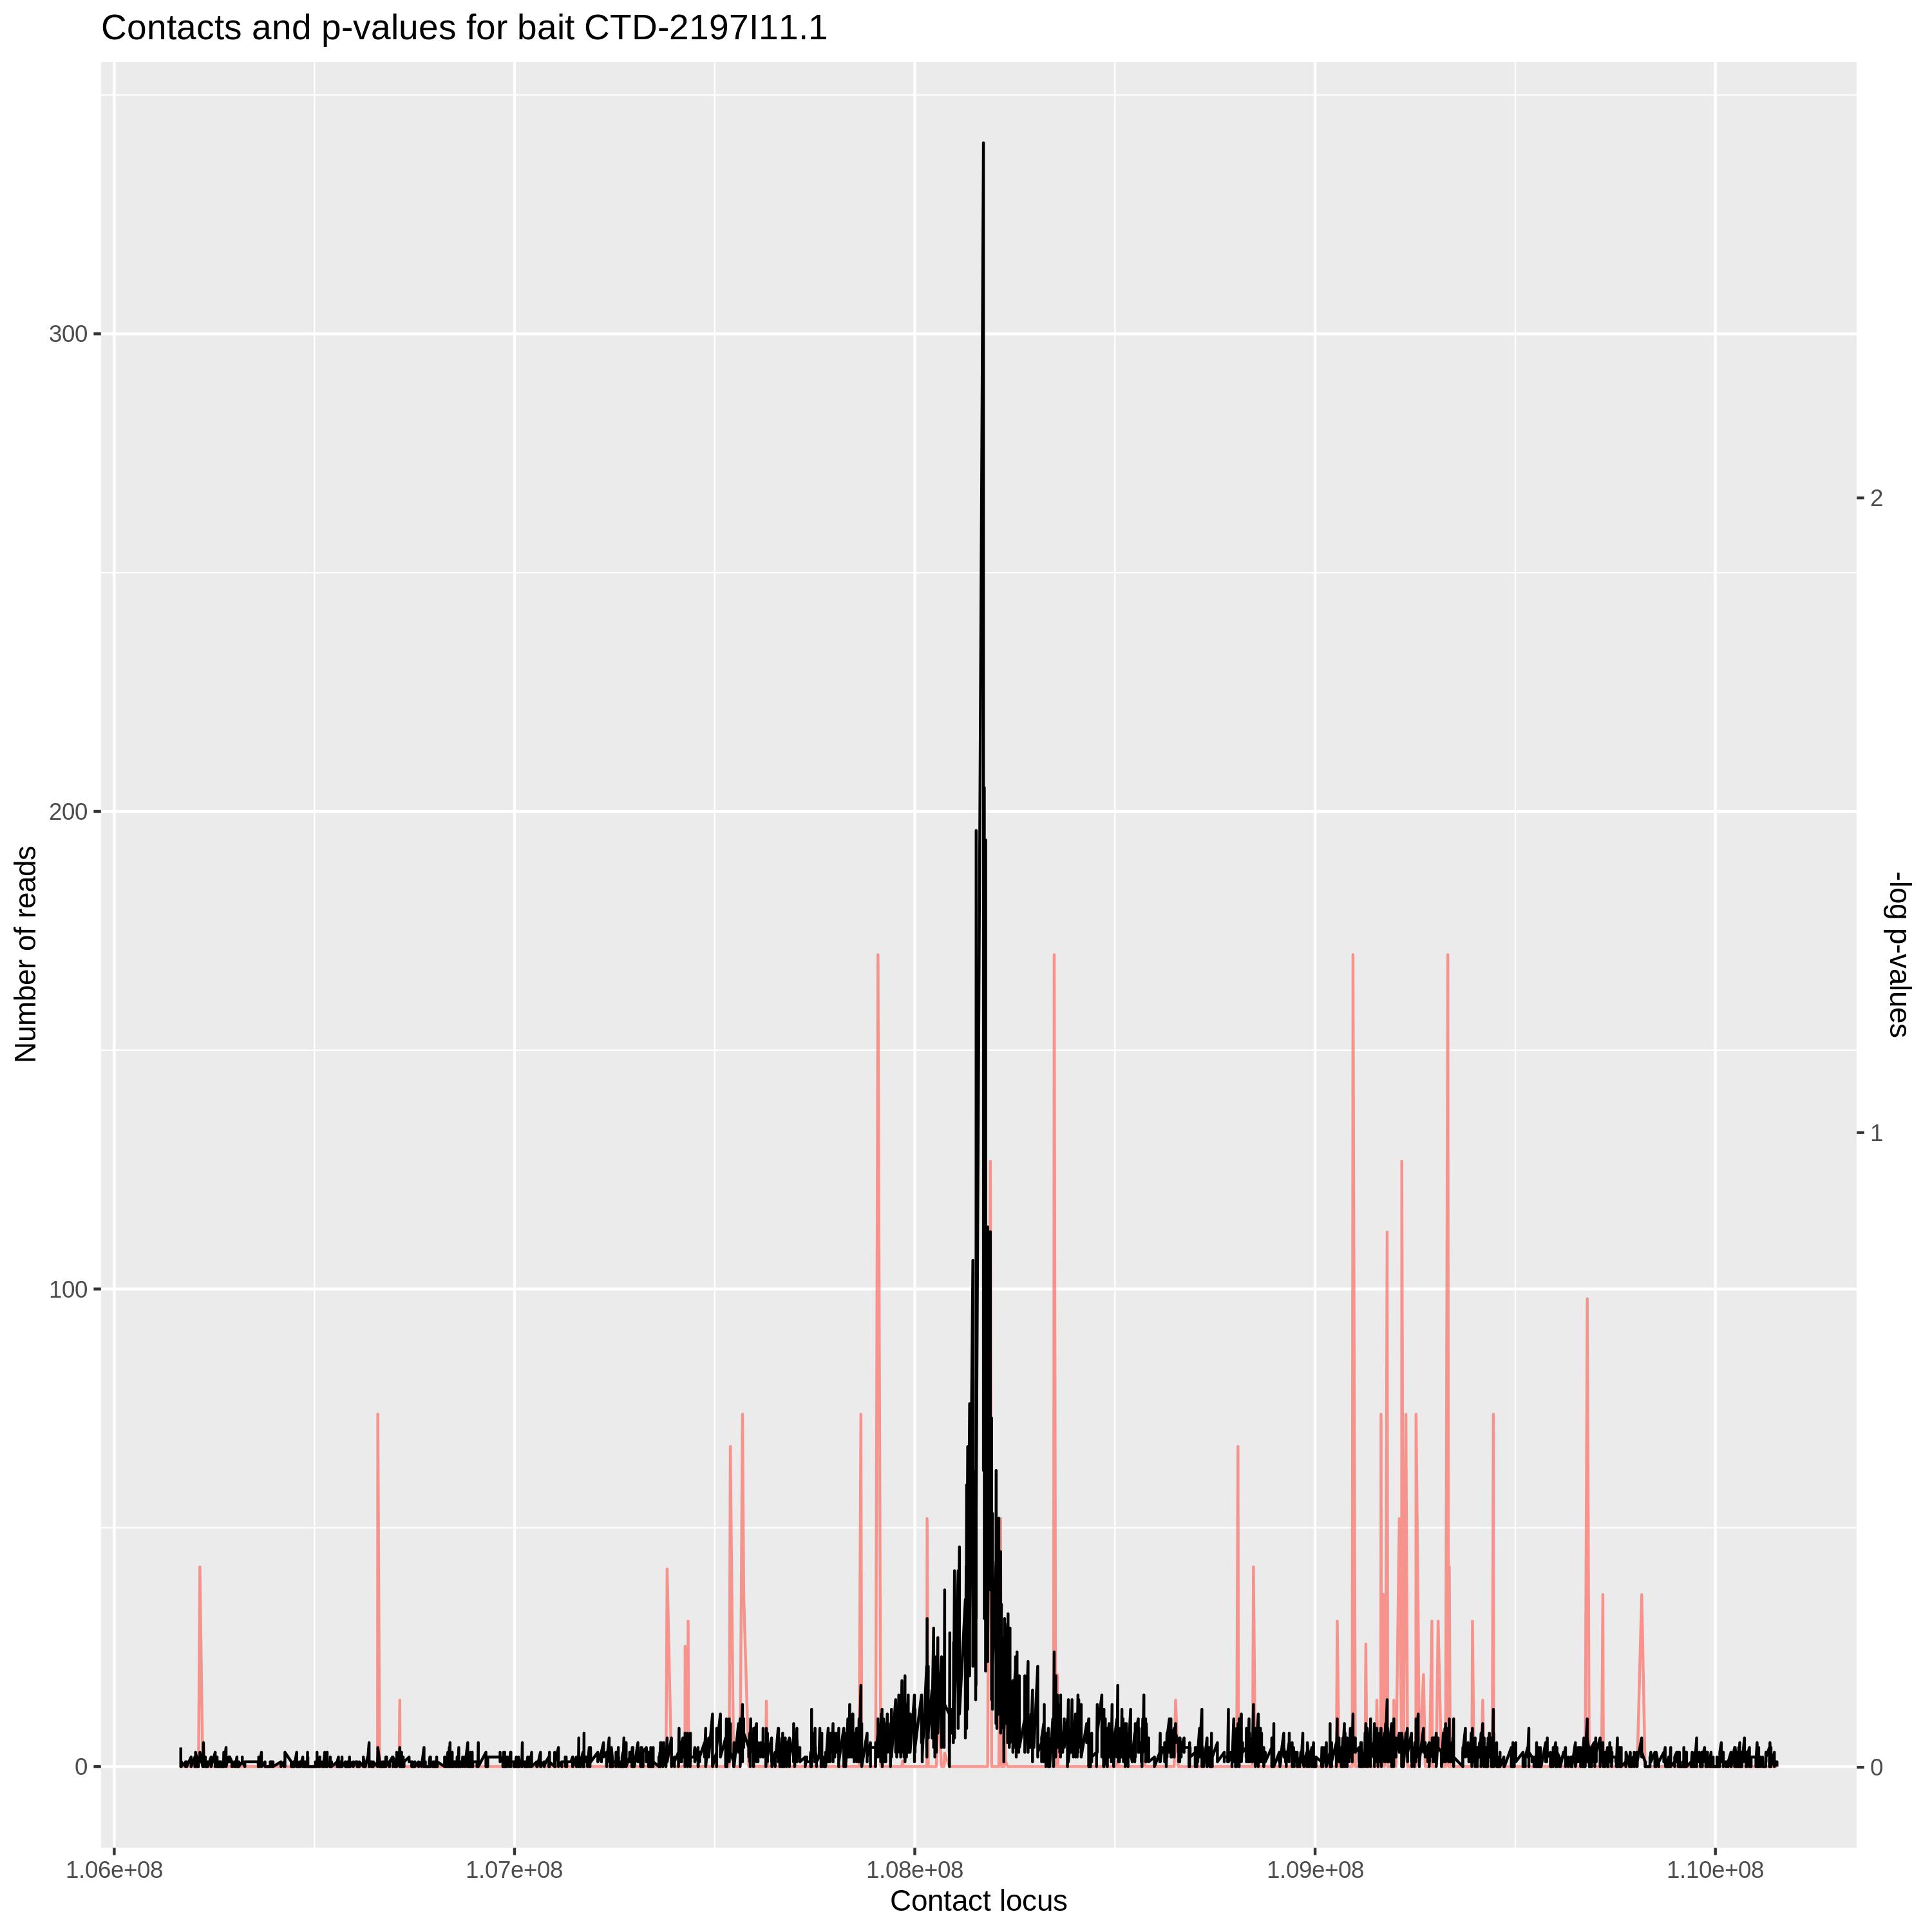 Contacts and p-values for bait CTD-2197I11.1
300
200
100
0
Number of reads
2
1
0
-log p-values
1.06e+08
1.07e+08
1.08e+08
1.09e+08
1.10e+08
Contact locus